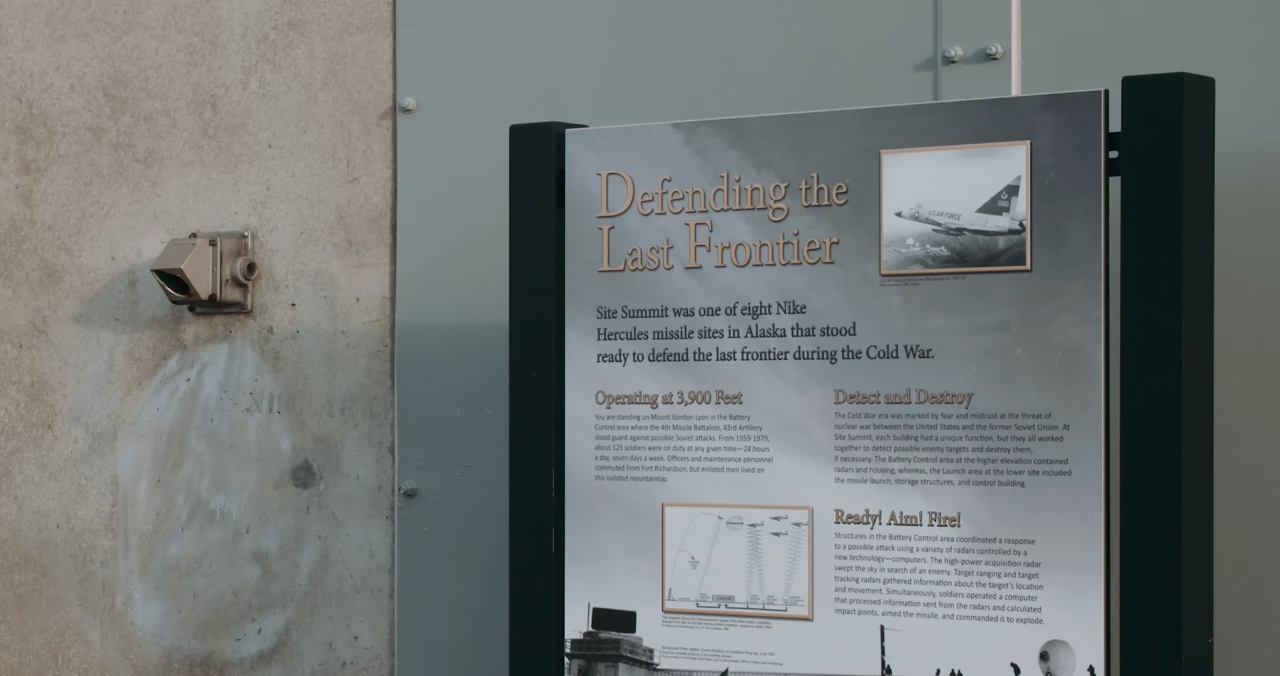 Defending the
Last Frontier
U.S. AIR FORCE
Site Summit was one of eight Nike
Hercules missile sites in Alaska that stood
ready to defend the last frontier during the Cold War.
Operating at 3,900 Feet
You are standing on Mount Gordon Lyon in the Battery
Control area where the 4th Missile Battalion, 43rd Artillery
stood guard against possible Soviet attacks. From 1959-1979,
about 125 soldiers were on duty at any given time—24 hours
a day, seven days a week. Officers and maintenance personnel
commuted from Fort Richardson, but enlisted men lived on
this isolated mountaintop.
Detect and Destroy
The Cold War era was marked by fear and mistrust at the threat of
nuclear war between the United States and the former Soviet Union. At
Site Summit, each building had a unique function, but they all worked
together to detect possible enemy targets and destroy them,
if necessary. The Battery Control area at the higher elevation contained
radars and housing, whereas, the Launch area at the lower site included
the missile launch, storage structures, and control building.
Ready! Aim! Fire!
Structures in the Battery Control area coordinated a response
to a possible attack using a variety of radars controlled by a
new technology—computers. The high-power acquisition radar
swept the sky in search of an enemy. Target ranging and target
tracking radars gathered information about the target's location
and movement. Simultaneously, soldiers operated a computer
that processed information sent from the radars and calculated
impact points, aimed the missile, and commanded it to explode.